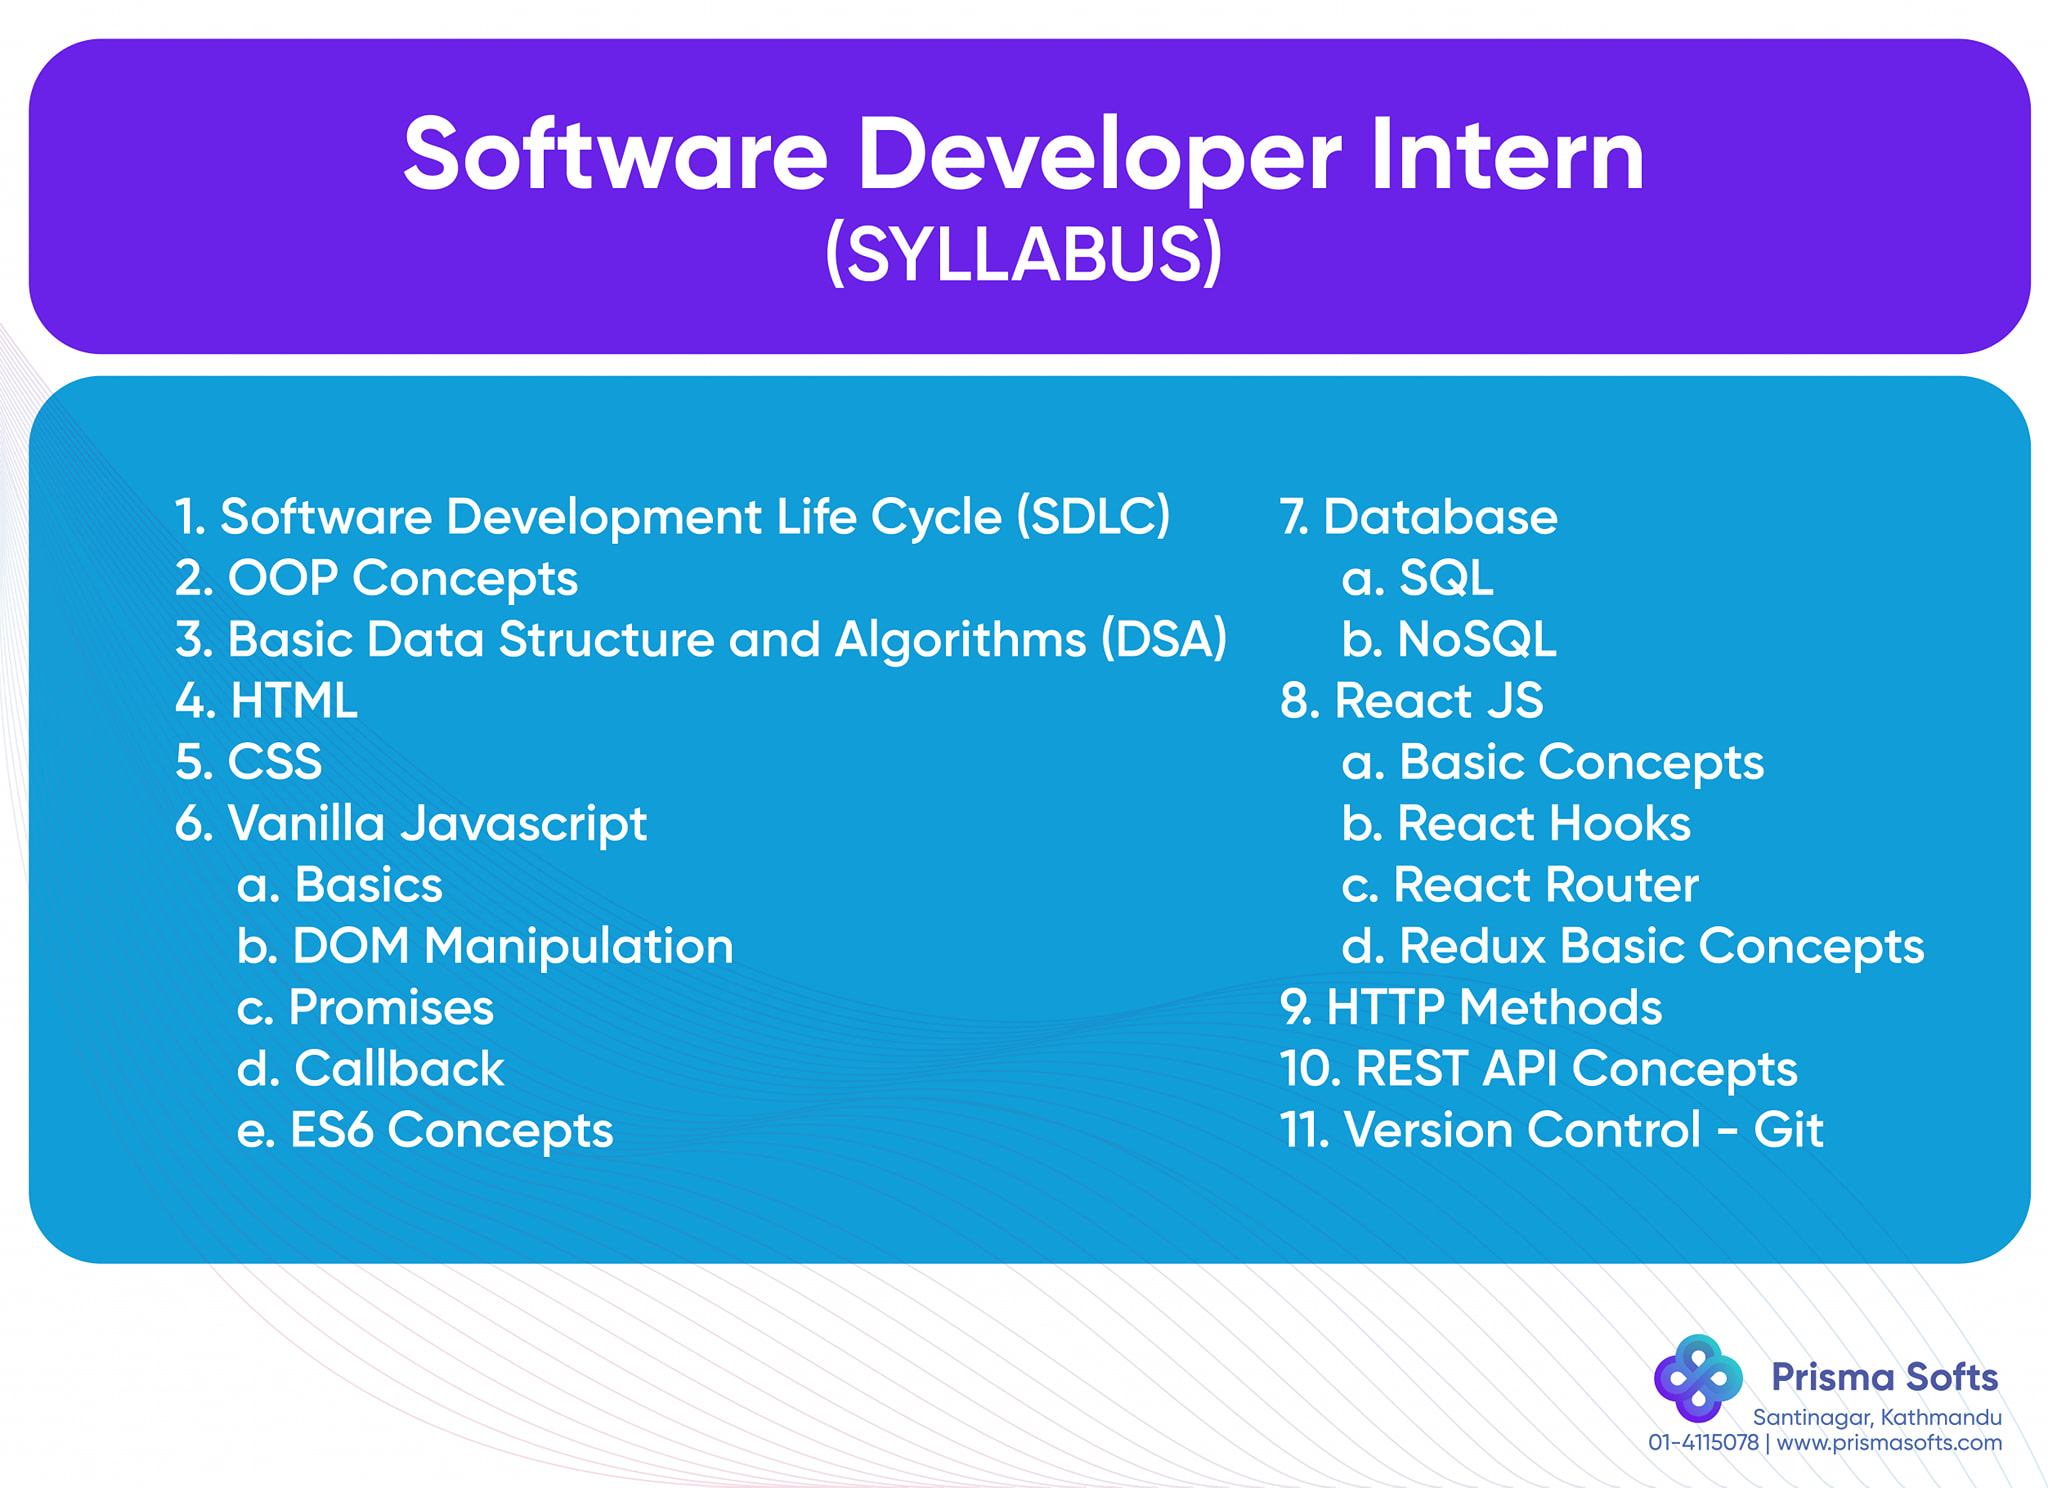 Software Developer Intern
(SYLLABUS)
1. Software Development Life Cycle (SDLC)
2. OOP Concepts
3. Basic Data Structure and Algorithms (DSA)
4. HTML
5. CSS
6. Vanilla Javascript
a. Basics
b. DOM Manipulation
c. Promises
d. Callback
e. ES6 Concepts
7. Database
a. SQL
b. NoSQL
8. React JS
a. Basic Concepts
b. React Hooks
c. React Router
d. Redux Basic Concepts
9. HTTP Methods
10. REST API Concepts
11. Version Control - Git
Prisma Softs
Santinagar, Kathmandu
01-4115078 | www.prismasofts.com